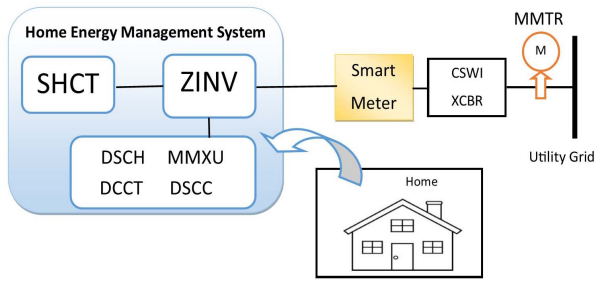 Home Energy Management System
MMTR
M
SHCT
ZINV
Smart
Meter
CSWI
XCBR
Utility Grid
DSCH MMXU
DCCT DSCC
Home